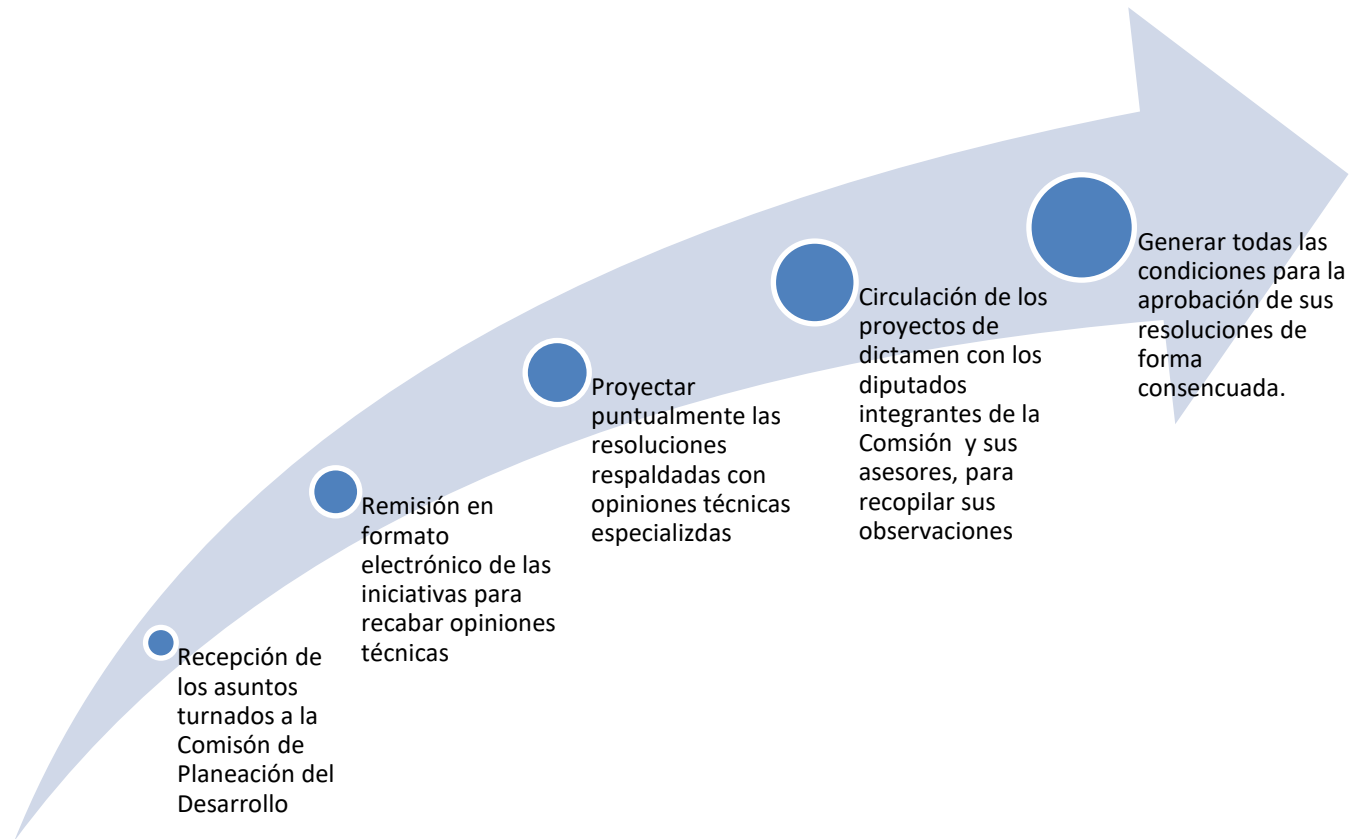 Recepción de
los asuntos
turnados a la
Comisón de
Planeación del
Desarrollo
Remisión en
formato
electrónico de las
iniciativas para
recabar opiniones
técnicas
Proyectar
puntualmente las
resoluciones
respaldadas con
opiniones técnicas
especializdas
Circulación de los
proyectos de
dictamen con los
diputados
integrantes de la
Comsión y sus
asesores, para
recopilar sus
observaciones
Generar todas las
condiciones para la
aprobación de sus
resoluciones de
forma
consencuada.